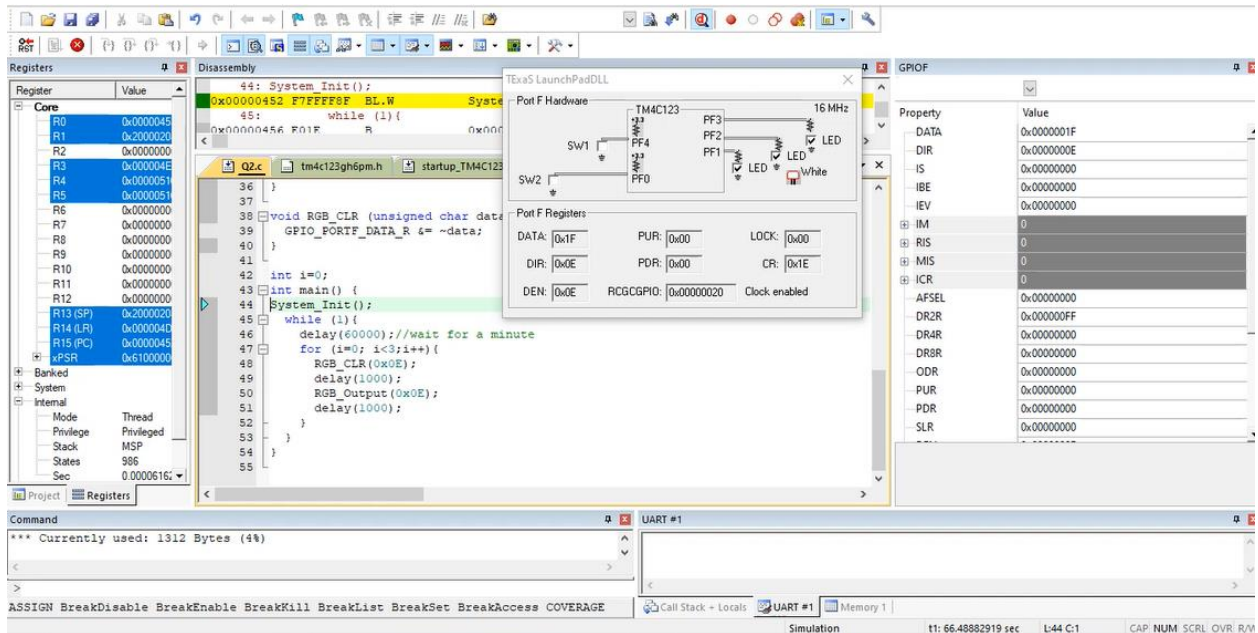 RST
Registers
Register Value
Core
R0 0x0000045
R1 0x2000020
R2 0x0000000
R3 0x000004E
R4 0x0000051
R5 0x0000051
R6 0x0000000
R7 0x0000000
R8 0x0000000
R9 0x0000000
R10 0x0000000
R11 0x0000000
R12 0x0000000
R13 (SP) 0x2000020
R14 (LR) 0x000004D
R15 (PC) 0x0000045
xPSR 0x6100000
Banked
System
Internal
Mode Thread
Privilege Privileged
Stack MSP
States 986
Sec
Project Registers
Disassembly
44: System_Init();
0x00000452 F7FFFF8F BL.W Syste
45: while (1){
0x00000456 E01E B 0x000
Q2.c tm4c123gh6pm.h startup_TM4C123
36 }
37
38 void RGB_CLR (unsigned char data
39 GPIO_PORTF_DATA_R &= ~data;
40 }
41
42 int i=0;
43 int main() {
44 System_Init();
45 while (1){
46 delay(60000);//wait for a minute
47 for (i=0; i<3;i++){
48 RGB_CLR(0x0E);
49 delay(1000);
50 RGB_Output(0x0E);
51 delay(1000);
52 }
53 }
54 }
55
TExaS LaunchPadDLL
Port F Hardware
TM4C123
16 MHz
+3.3
SW1
PF4
+3.3
SW2
PF0
PF3
PF2
PF1
LED
LED
LED
White
Port F Registers
DATA: 0x1F PUR: 0x00 LOCK: 0x00
DIR: 0x0E PDR: 0x00 CR: 0x1E
DEN: 0x0E RCGCGPIO: 0x00000020 Clock enabled
GPIOF
Property Value
DATA 0x0000001F
DIR 0x0000000E
IS 0x00000000
IBE 0x00000000
IEV 0x00000000
IM 0
RIS 0
MIS 0
ICR 0
AFSEL 0x00000000
DR2R 0x000000FF
DR4R 0x00000000
DR8R 0x00000000
ODR 0x00000000
PUR 0x00000000
PDR 0x00000000
SLR 0x00000000
Command
*** Currently used: 1312 Bytes (4%)
>
ASSIGN BreakDisable BreakEnable BreakKill BreakList BreakSet BreakAccess COVERAGE
UART #1
Call Stack + Locals UART #1 Memory 1
Simulation t1: 66.48882919 sec L:44 C:1 CAP NUM SCRL OVR R/W